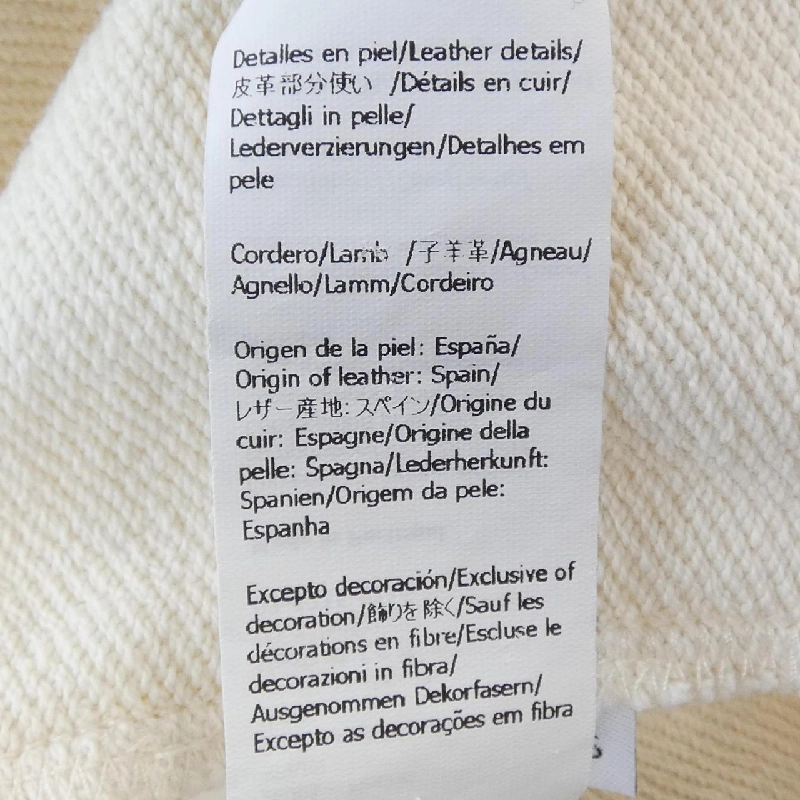 Detalles en piel/Leather details/
皮革部分使い /Détails en cuir/
Dettagli in pelle/
Lederverzierungen/Detalhes em
pele
Cordero/Lamb /子羊革/Agneau/
Agnello/Lamm/Cordeiro
Origen de la piel: España/
Origin of leather: Spain/
レザー産地: スペイン/Origine du
cuir: Espagne/Origine della
pelle: Spagna/Lederherkunft:
Spanien/Origem da pele:
Espanha
Excepto decoración/Exclusive of
decoration/飾りを除く/Sauf les
décorations en fibre/Escluse le
decorazioni in fibra/
Ausgenommen Dekorfasern/
Excepto as decorações em fibra